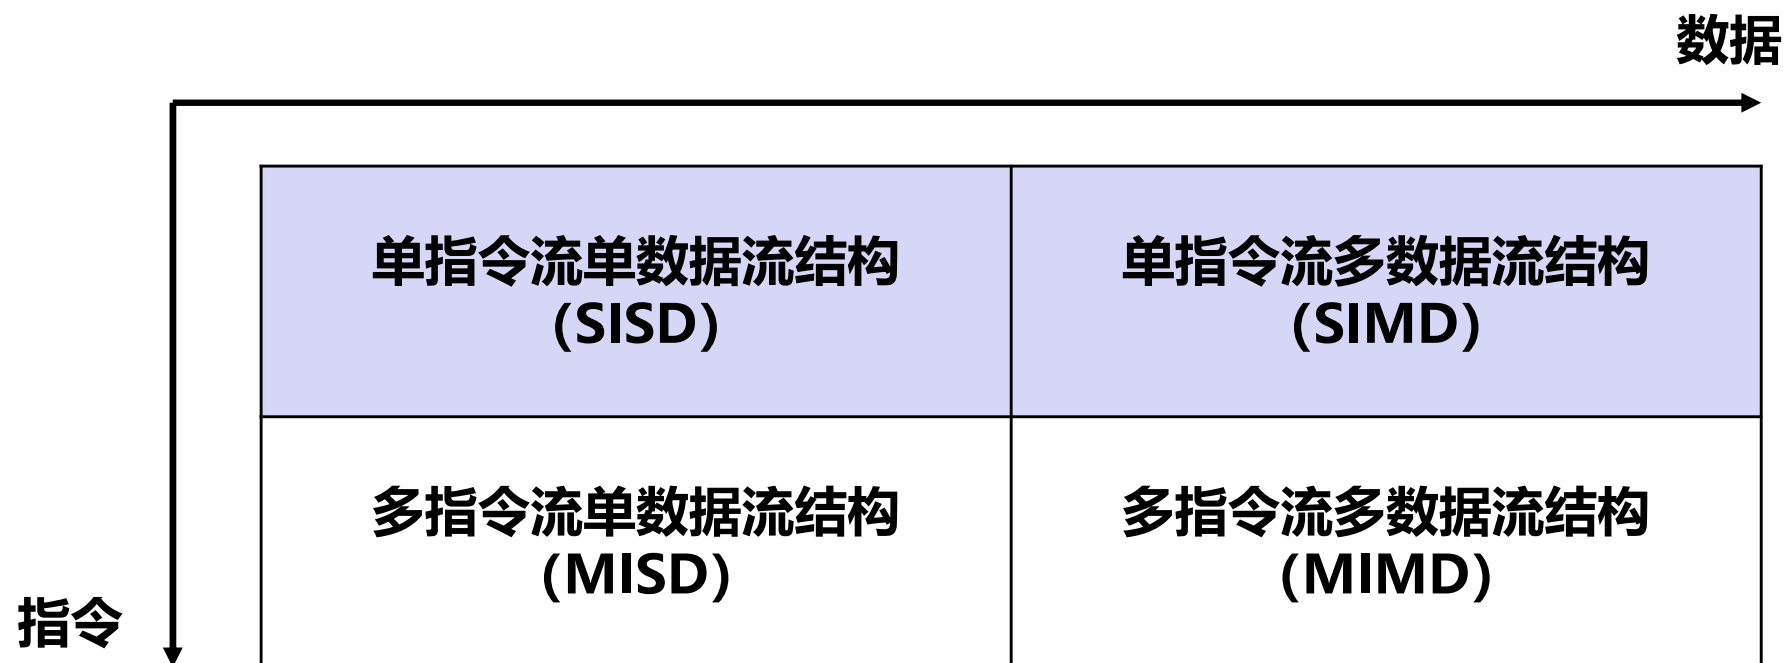 数据
单指令流单数据流结构
（SISD）
单指令流多数据流结构
（SIMD）
多指令流单数据流结构
（MISD）
多指令流多数据流结构
（MIMD）
指令